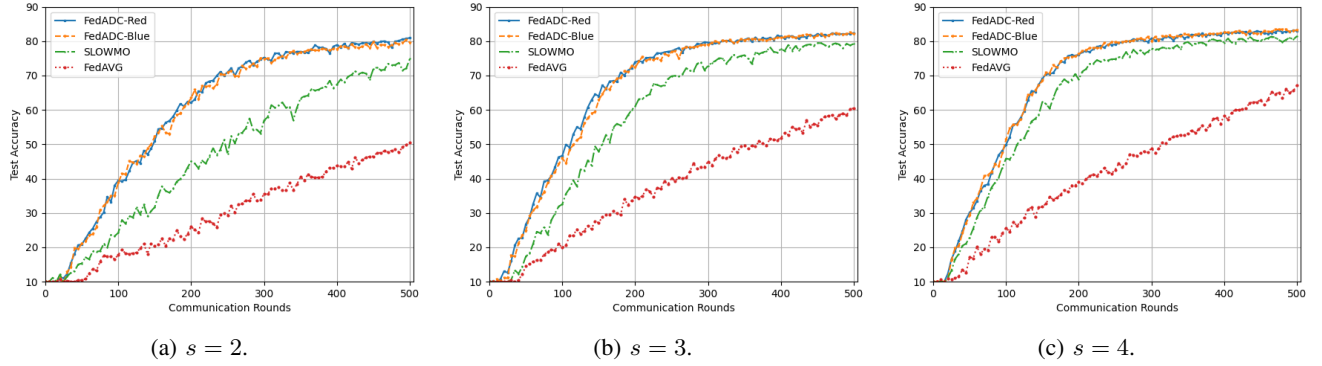 90
80
70
60
50
40
30
20
10
Test Accuracy
FedADC-Red
FedADC-Blue
SLOWMO
FedAVG
0 100 200 300 400 500
Communication Rounds
(a) s = 2.
90
80
70
60
50
40
30
20
10
Test Accuracy
FedADC-Red
FedADC-Blue
SLOWMO
FedAVG
0 100 200 300 400 500
Communication Rounds
(b) s = 3.
90
80
70
60
50
40
30
20
10
Test Accuracy
FedADC-Red
FedADC-Blue
SLOWMO
FedAVG
0 100 200 300 400 500
Communication Rounds
(c) s = 4.